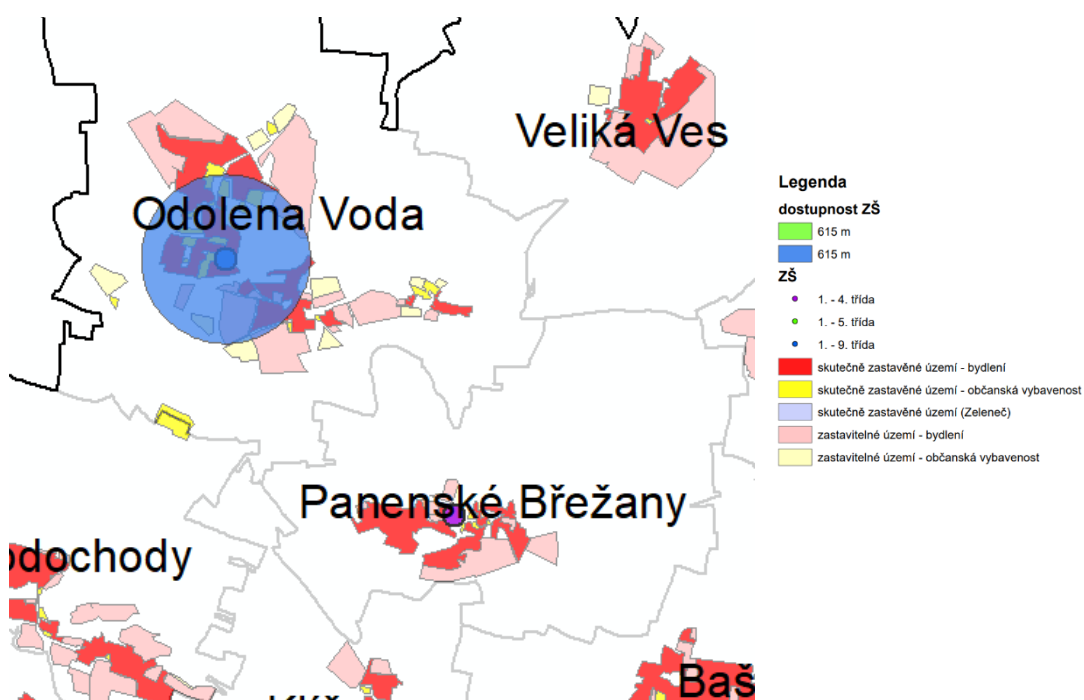 Veliká Ves
Odolena Voda
Panenské Břežany
odochody
Baš
Legenda
dostupnost ZŠ
615 m
615 m
ZŠ
1. - 4. třída
1. - 5. třída
1. - 9. třída
skutečně zastavěné území - bydlení
skutečně zastavěné území - občanská vybavenost
skutečně zastavěné území (Zeleneč)
zastavitelné území - bydlení
zastavitelné území - občanská vybavenost